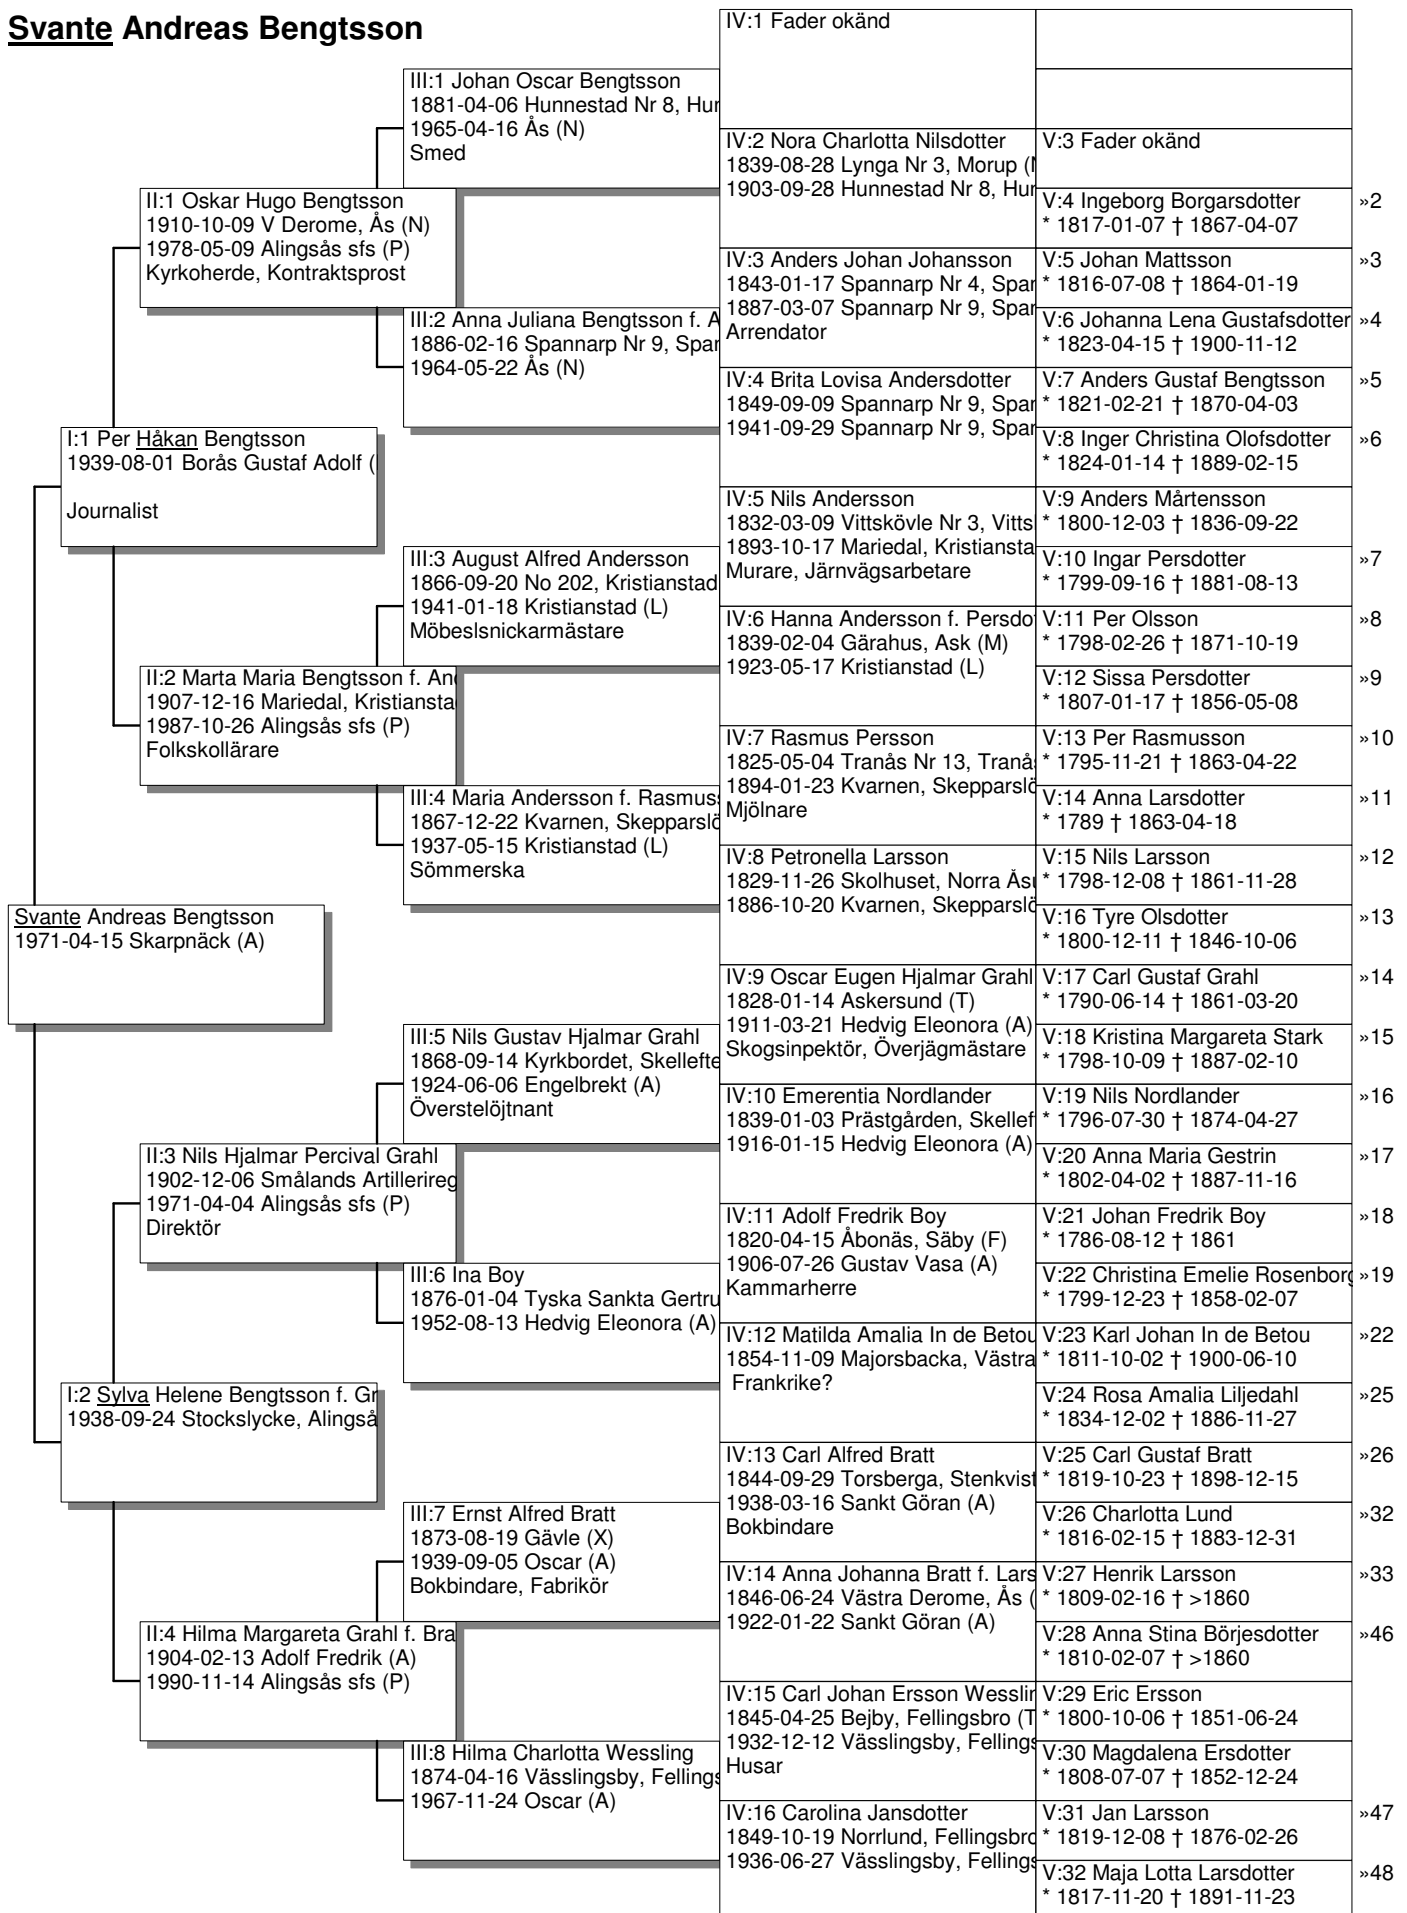 Svante Andreas Bengtsson
Svante Andreas Bengtsson
1971-04-15 Skarpnäck (A)
I:1 Per Håkan Bengtsson
1939-08-01 Borås Gustaf Adolf (
Journalist
I:2 Sylva Helene Bengtsson f. Gr
1938-09-24 Stockslycke, Alingså
II:1 Oskar Hugo Bengtsson
1910-10-09 V Derome, Ås (N)
1978-05-09 Alingsås sfs (P)
Kyrkoherde, Kontraktsprost
II:2 Marta Maria Bengtsson f. An
1907-12-16 Mariedal, Kristiansta
1987-10-26 Alingsås sfs (P)
Folkskollärare
II:3 Nils Hjalmar Percival Grahl
1902-12-06 Smålands Artillerireg
1971-04-04 Alingsås sfs (P)
Direktör
II:4 Hilma Margareta Grahl f. Bra
1904-02-13 Adolf Fredrik (A)
1990-11-14 Alingsås sfs (P)
III:1 Johan Oscar Bengtsson
1881-04-06 Hunnestad Nr 8, Hur
1965-04-16 Ås (N)
Smed
III:2 Anna Juliana Bengtsson f. A
1886-02-16 Spannarp Nr 9, Spar
1964-05-22 Ås (N)
III:3 August Alfred Andersson
1866-09-20 No 202, Kristianstad
1941-01-18 Kristianstad (L)
Möbeslsnickarmästare
III:4 Maria Andersson f. Rasmuss
1867-12-22 Kvarnen, Skepparslö
1937-05-15 Kristianstad (L)
Sömmerska
III:5 Nils Gustav Hjalmar Grahl
1868-09-14 Kyrkbordet, Skellefte
1924-06-06 Engelbrekt (A)
Överstelöjtnant
III:6 Ina Boy
1876-01-04 Tyska Sankta Gertru
1952-08-13 Hedvig Eleonora (A)
III:7 Ernst Alfred Bratt
1873-08-19 Gävle (X)
1939-09-05 Oscar (A)
Bokbindare, Fabrikör
III:8 Hilma Charlotta Wessling
1874-04-16 Vässlingsby, Fellings
1967-11-24 Oscar (A)
IV:1 Fader okänd
IV:2 Nora Charlotta Nilsdotter
1839-08-28 Lynga Nr 3, Morup (N
1903-09-28 Hunnestad Nr 8, Hur
IV:3 Anders Johan Johansson
1843-01-17 Spannarp Nr 4, Spar
1887-03-07 Spannarp Nr 9, Spar
Arrendator
IV:4 Brita Lovisa Andersdotter
1849-09-09 Spannarp Nr 9, Spar
1941-09-29 Spannarp Nr 9, Spar
IV:5 Nils Andersson
1832-03-09 Vittskövle Nr 3, Vitts
1893-10-17 Mariedal, Kristiansta
Murare, Järnvägsarbetare
IV:6 Hanna Andersson f. Persdo
1839-02-04 Gärahus, Ask (M)
1923-05-17 Kristianstad (L)
IV:7 Rasmus Persson
1825-05-04 Tranås Nr 13, Tranå
1894-01-23 Kvarnen, Skepparslö
Mjölnare
IV:8 Petronella Larsson
1829-11-26 Skolhuset, Norra Åsu
1886-10-20 Kvarnen, Skepparslö
IV:9 Oscar Eugen Hjalmar Grahl
1828-01-14 Askersund (T)
1911-03-21 Hedvig Eleonora (A)
Skogsinpektör, Överjägmästare
IV:10 Emerentia Nordlander
1839-01-03 Prästgården, Skellef
1916-01-15 Hedvig Eleonora (A)
IV:11 Adolf Fredrik Boy
1820-04-15 Åbonäs, Säby (F)
1906-07-26 Gustav Vasa (A)
Kammarherre
IV:12 Matilda Amalia In de Betou
1854-11-09 Majorsbacka, Västra
Frankrike?
IV:13 Carl Alfred Bratt
1844-09-29 Torsberga, Stenkvist
1938-03-16 Sankt Göran (A)
Bokbindare
IV:14 Anna Johanna Bratt f. Lars
1846-06-24 Västra Derome, Ås (
1922-01-22 Sankt Göran (A)
IV:15 Carl Johan Ersson Wesslin
1845-04-25 Bejby, Fellingsbro (T
1932-12-12 Vässlingsby, Fellings
Husar
IV:16 Carolina Jansdotter
1849-10-19 Norrlund, Fellingsbro
1936-06-27 Vässlingsby, Fellings
V:3 Fader okänd
V:4 Ingeborg Borgarsdotter »2
* 1817-01-07 † 1867-04-07
V:5 Johan Mattsson »3
* 1816-07-08 † 1864-01-19
V:6 Johanna Lena Gustafsdotter »4
* 1823-04-15 † 1900-11-12
V:7 Anders Gustaf Bengtsson »5
* 1821-02-21 † 1870-04-03
V:8 Inger Christina Olofsdotter »6
* 1824-01-14 † 1889-02-15
V:9 Anders Mårtensson
* 1800-12-03 † 1836-09-22
V:10 Ingar Persdotter »7
* 1799-09-16 † 1881-08-13
V:11 Per Olsson »8
* 1798-02-26 † 1871-10-19
V:12 Sissa Persdotter »9
* 1807-01-17 † 1856-05-08
V:13 Per Rasmusson »10
* 1795-11-21 † 1863-04-22
V:14 Anna Larsdotter »11
* 1789 † 1863-04-18
V:15 Nils Larsson »12
* 1798-12-08 † 1861-11-28
V:16 Tyre Olsdotter »13
* 1800-12-11 † 1846-10-06
V:17 Carl Gustaf Grahl »14
* 1790-06-14 † 1861-03-20
V:18 Kristina Margareta Stark »15
* 1798-10-09 † 1887-02-10
V:19 Nils Nordlander »16
* 1796-07-30 † 1874-04-27
V:20 Anna Maria Gestrin »17
* 1802-04-02 † 1887-11-16
V:21 Johan Fredrik Boy »18
* 1786-08-12 † 1861
V:22 Christina Emelie Rosenborg »19
* 1799-12-23 † 1858-02-07
V:23 Karl Johan In de Betou »22
* 1811-10-02 † 1900-06-10
V:24 Rosa Amalia Liljedahl »25
* 1834-12-02 † 1886-11-27
V:25 Carl Gustaf Bratt »26
* 1819-10-23 † 1898-12-15
V:26 Charlotta Lund »32
* 1816-02-15 † 1883-12-31
V:27 Henrik Larsson »33
* 1809-02-16 † >1860
V:28 Anna Stina Börjesdotter »46
* 1810-02-07 † >1860
V:29 Eric Ersson
* 1800-10-06 † 1851-06-24
V:30 Magdalena Ersdotter
* 1808-07-07 † 1852-12-24
V:31 Jan Larsson »47
* 1819-12-08 † 1876-02-26
V:32 Maja Lotta Larsdotter »48
* 1817-11-20 † 1891-11-23